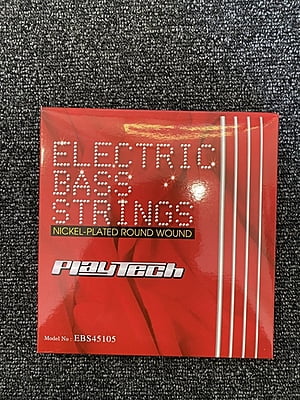 ELECTRIC
BASS
STRINGS
NICKEL-PLATED ROUND WOUND
PLAYTECH
Model No : EBS45105